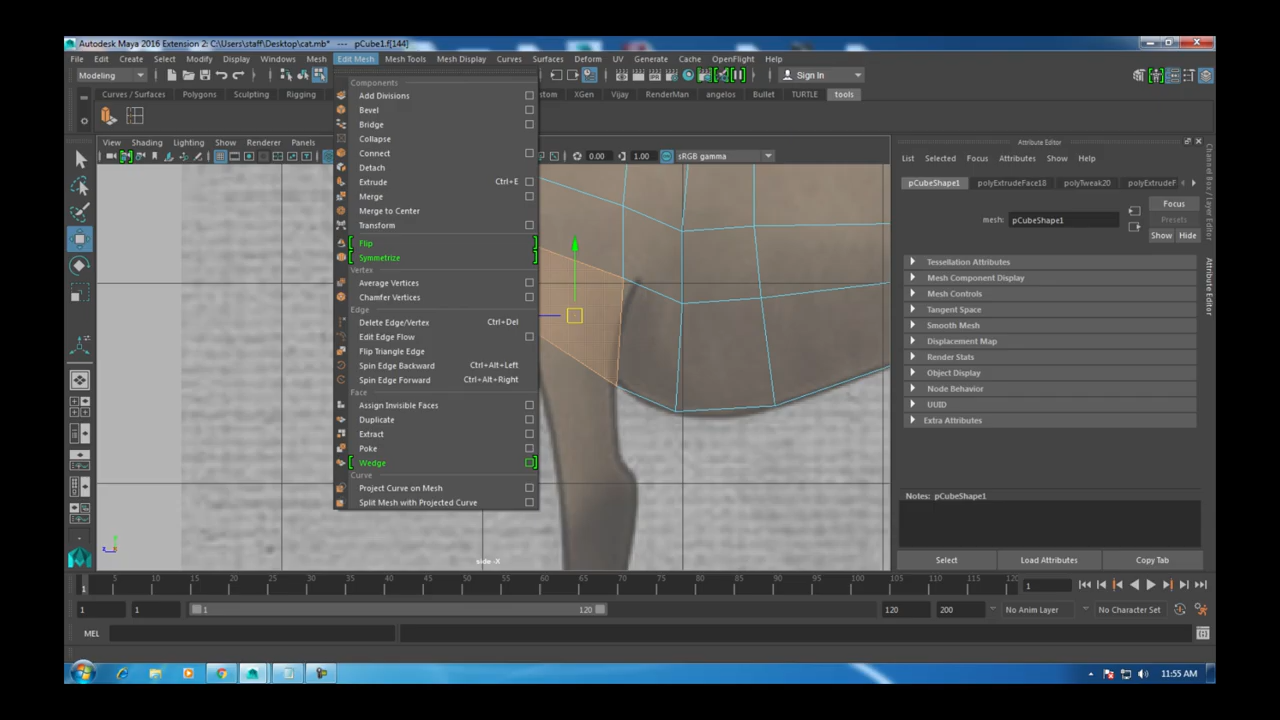 Autodesk Maya 2016 Extension 2: C:\Users\staff\Desktop\cat.mb* --- pCube1.f[144]
File Edit Create Select Modify Display Windows Mesh Edit Mesh Mesh Tools Mesh Display Curves Surfaces Deform UV Generate Cache OpenFlight Help
Modeling Sign In
Curves / Surfaces Polygons Sculpting Rigging stom XGen Vijay RenderMan angelos Bullet TURTLE tools
View Shading Lighting Show Renderer Panels
0.00 1.00 sRGB gamma
Components
Add Divisions
Bevel
Bridge
Collapse
Connect
Detach
Extrude Ctrl+E
Merge
Merge to Center
Transform
Flip
Symmetrize
Vertex
Average Vertices
Chamfer Vertices
Edge
Delete Edge/Vertex Ctrl+Del
Edit Edge Flow
Flip Triangle Edge
Spin Edge Backward Ctrl+Alt+Left
Spin Edge Forward Ctrl+Alt+Right
Face
Assign Invisible Faces
Duplicate
Extract
Poke
Wedge
Curve
Project Curve on Mesh
Split Mesh with Projected Curve
side -X
Attribute Editor
List Selected Focus Attributes Show Help
pCubeShape1 polyExtrudeFace18 polyTweak20 polyExtrudeF
mesh: pCubeShape1
Focus
Presets
Show Hide
Tessellation Attributes
Mesh Component Display
Mesh Controls
Tangent Space
Smooth Mesh
Displacement Map
Render Stats
Object Display
Node Behavior
UUID
Extra Attributes
Notes: pCubeShape1
Select Load Attributes Copy Tab
Channel Box / Layer Editor
Attribute Editor
1 5 10 15 20 25 30 35 40 45 50 55 60 65 70 75 80 85 90 95 100 105 110 115 120 1
1 1 1 120 120 200 No Anim Layer No Character Set
MEL
11:55 AM